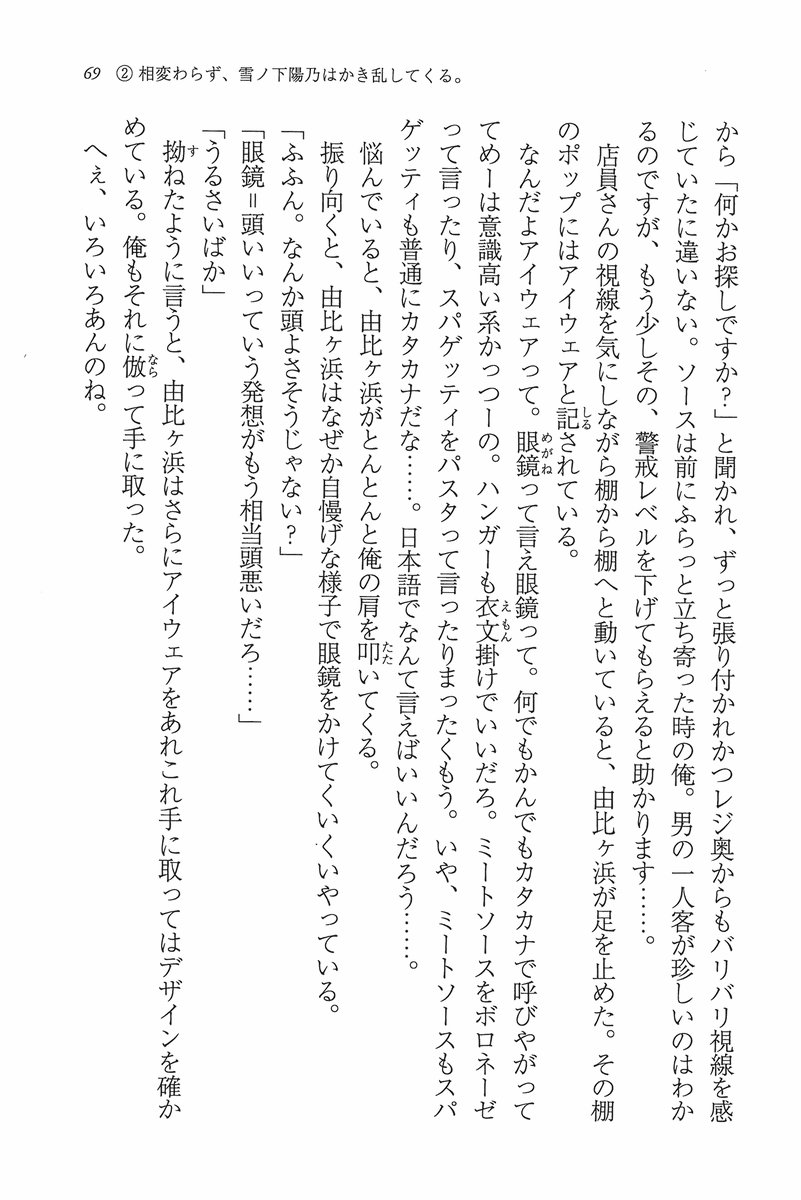 69　② 相変わらず、雪ノ下陽乃はかき乱してくる。
から「何かお探しですか？」と聞かれ、ずっと張り付かれかつレジ奥からもバリバリ視線を感
じていたに違いない。ソースは前にふらっと立ち寄った時の俺。男の一人客が珍しいのはわか
るのですが、もう少しその、警戒レベルを下げてもらえると助かります……。
　店員さんの視線を気にしながら棚から棚へと動いていると、由比ヶ浜が足を止めた。その棚
のポップにはアイウェアと記されている。
　なんだよアイウェアって。眼鏡って言え眼鏡って。何でもかんでもカタカナで呼びやがって
てめーは意識高い系かっつーの。ハンガーも衣文掛けでいいだろ。ミートソースをボロネーゼ
って言ったり、スパゲッティをパスタって言ったりまったくもう。いや、ミートソースもスパ
ゲッティも普通にカタカナだな……。日本語でなんて言えばいいんだろう……。
　悩んでいると、由比ヶ浜がとんとんと俺の肩を叩いてくる。
　振り向くと、由比ヶ浜はなぜか自慢げな様子で眼鏡をかけてくいくいやっている。
「ふふん。なんか頭よさそうじゃない？」
「眼鏡＝頭いいっていう発想がもう相当頭悪いだろ……」
「うるさいばか」
　拗ねたように言うと、由比ヶ浜はさらにアイウェアをあれこれ手に取ってはデザインを確か
めている。俺もそれに倣って手に取った。
　へぇ、いろいろあんのね。